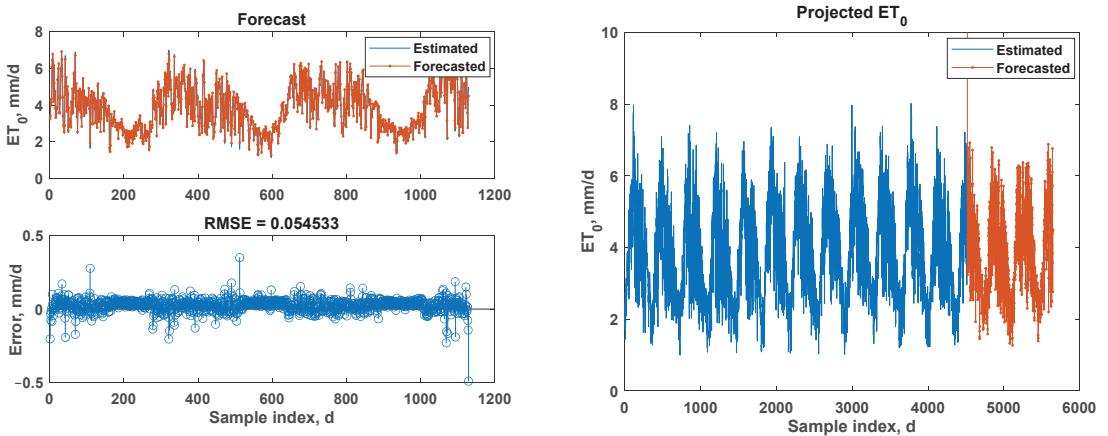 Forecast
8
6
4
2
0
ET0, mm/d
Estimated
Forecasted
0 200 400 600 800 1000 1200
RMSE = 0.054533
0.5
0
−0.5
Error, mm/d
0 200 400 600 800 1000 1200
Sample index, d
Projected ET0
10
8
6
4
2
0
ET0, mm/d
Estimated
Forecasted
0 1000 2000 3000 4000 5000 6000
Sample index, d